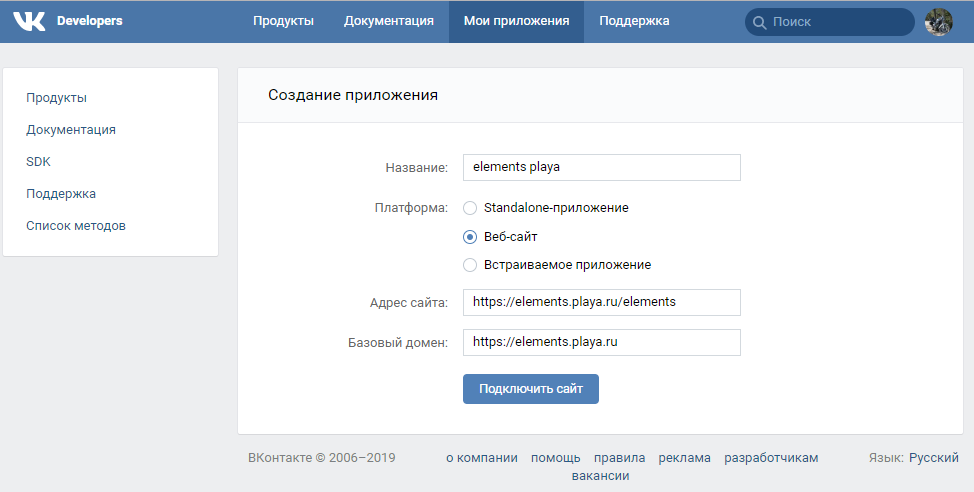 VK Developers Продукты Документация Мои приложения Поддержка Поиск
Продукты
Документация
SDK
Поддержка
Список методов
Создание приложения
Название: elements playa
Платформа: Standalone-приложение
Веб-сайт
Встраиваемое приложение
Адрес сайта: https://elements.playa.ru/elements
Базовый домен: https://elements.playa.ru
Подключить сайт
ВКонтакте © 2006–2019 о компании помощь правила реклама разработчикам Язык: Русский
вакансии